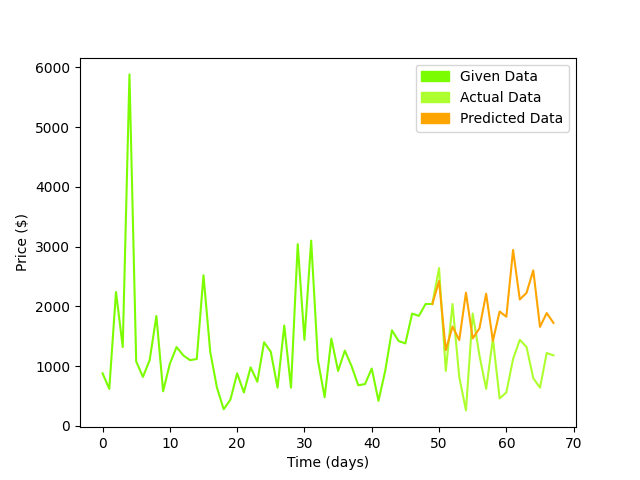 6000
5000
4000
3000
2000
1000
0
Price ($)
Given Data
Actual Data
Predicted Data
0 10 20 30 40 50 60 70
Time (days)